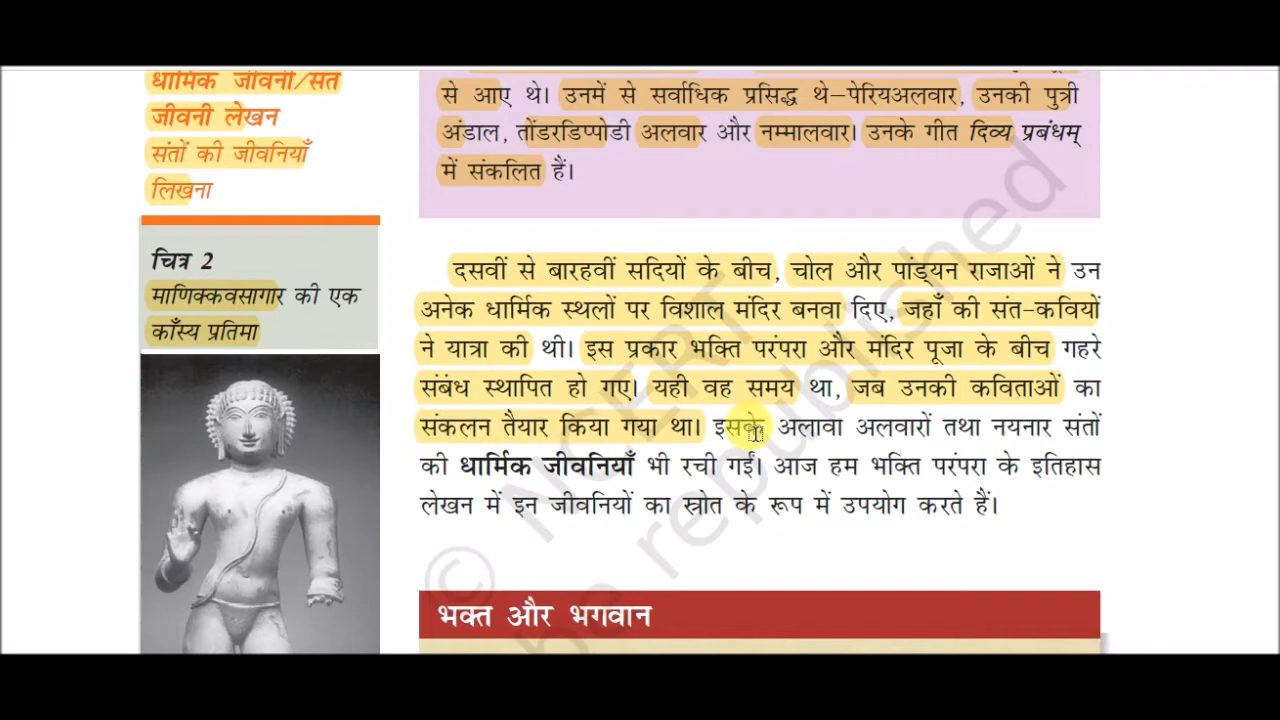 धार्मिक जीवनी/संत
जीवनी लेखन
संतों की जीवनियाँ
लिखना
चित्र 2
माणिक्कवसागार की एक
काँस्य प्रतिमा
से आए थे। उनमें से सर्वाधिक प्रसिद्ध थे–पेरियअलवार, उनकी पुत्री
अंडाल, तोंडरडिप्पोडी अलवार और नम्मालवार। उनके गीत दिव्य प्रबंधम्
में संकलित हैं।
दसवीं से बारहवीं सदियों के बीच, चोल और पांड्यन राजाओं ने उन
अनेक धार्मिक स्थलों पर विशाल मंदिर बनवा दिए, जहाँ की संत-कवियों
ने यात्रा की थी। इस प्रकार भक्ति परंपरा और मंदिर पूजा के बीच गहरे
संबंध स्थापित हो गए। यही वह समय था, जब उनकी कविताओं का
संकलन तैयार किया गया था। इसके अलावा अलवारों तथा नयनार संतों
की धार्मिक जीवनियाँ भी रची गईं। आज हम भक्ति परंपरा के इतिहास
लेखन में इन जीवनियों का स्रोत के रूप में उपयोग करते हैं।
भक्त और भगवान
© NCERT
be republished